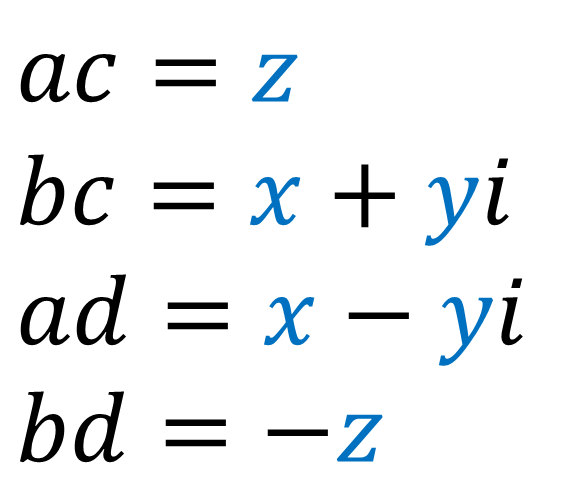 ac = z
bc = x + yi
ad = x − yi
bd = −z